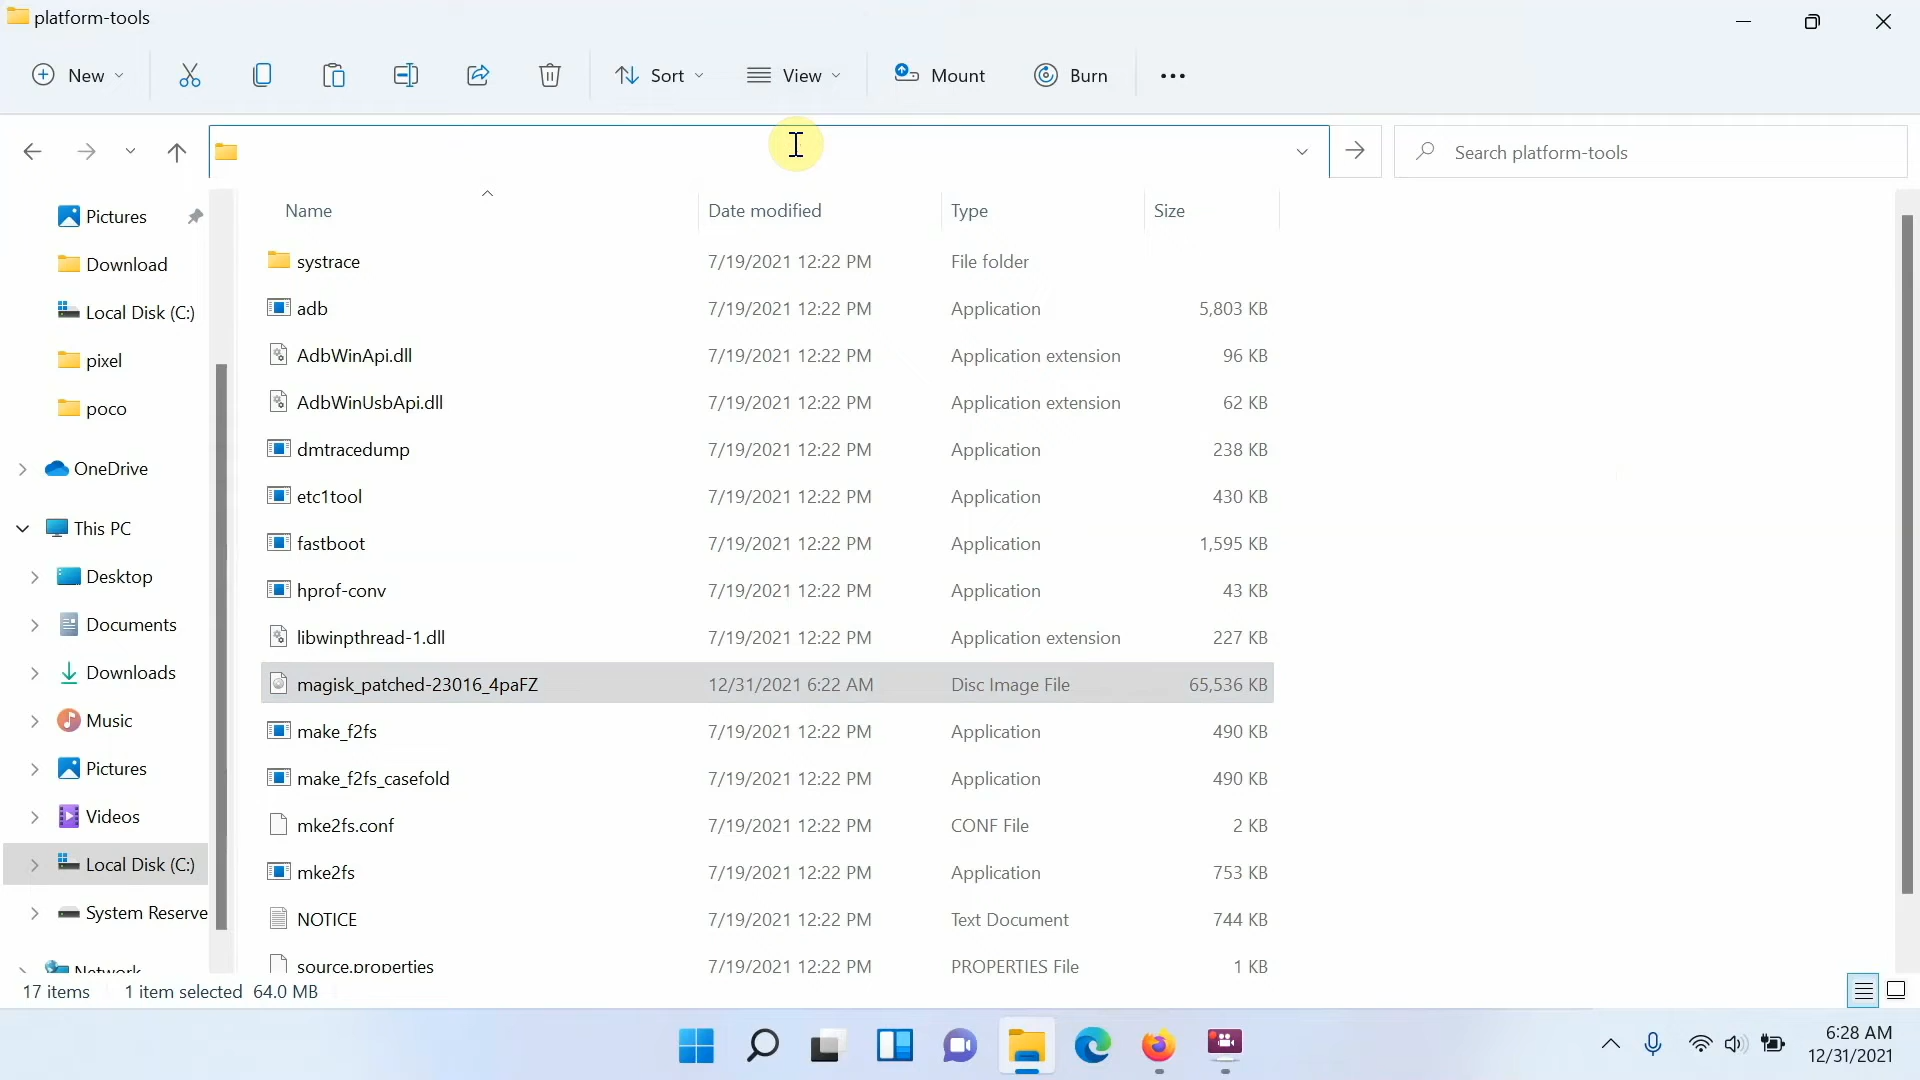 platform-tools
New
Sort
View
Mount
Burn
Search platform-tools
Pictures
Download
Local Disk (C:)
pixel
poco
OneDrive
This PC
Desktop
Documents
Downloads
Music
Pictures
Videos
Local Disk (C:)
System Reserve
Network
Name Date modified Type Size
systrace 7/19/2021 12:22 PM File folder
adb 7/19/2021 12:22 PM Application 5,803 KB
AdbWinApi.dll 7/19/2021 12:22 PM Application extension 96 KB
AdbWinUsbApi.dll 7/19/2021 12:22 PM Application extension 62 KB
dmtracedump 7/19/2021 12:22 PM Application 238 KB
etc1tool 7/19/2021 12:22 PM Application 430 KB
fastboot 7/19/2021 12:22 PM Application 1,595 KB
hprof-conv 7/19/2021 12:22 PM Application 43 KB
libwinpthread-1.dll 7/19/2021 12:22 PM Application extension 227 KB
magisk_patched-23016_4paFZ 12/31/2021 6:22 AM Disc Image File 65,536 KB
make_f2fs 7/19/2021 12:22 PM Application 490 KB
make_f2fs_casefold 7/19/2021 12:22 PM Application 490 KB
mke2fs.conf 7/19/2021 12:22 PM CONF File 2 KB
mke2fs 7/19/2021 12:22 PM Application 753 KB
NOTICE 7/19/2021 12:22 PM Text Document 744 KB
source.properties 7/19/2021 12:22 PM PROPERTIES File 1 KB
17 items 1 item selected 64.0 MB
6:28 AM
12/31/2021